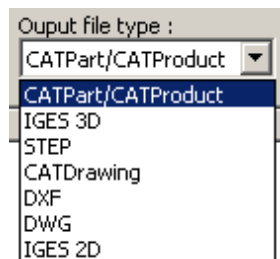 Ouput file type :
CATPart/CATProduct
CATPart/CATProduct
IGES 3D
STEP
CATDrawing
DXF
DWG
IGES 2D